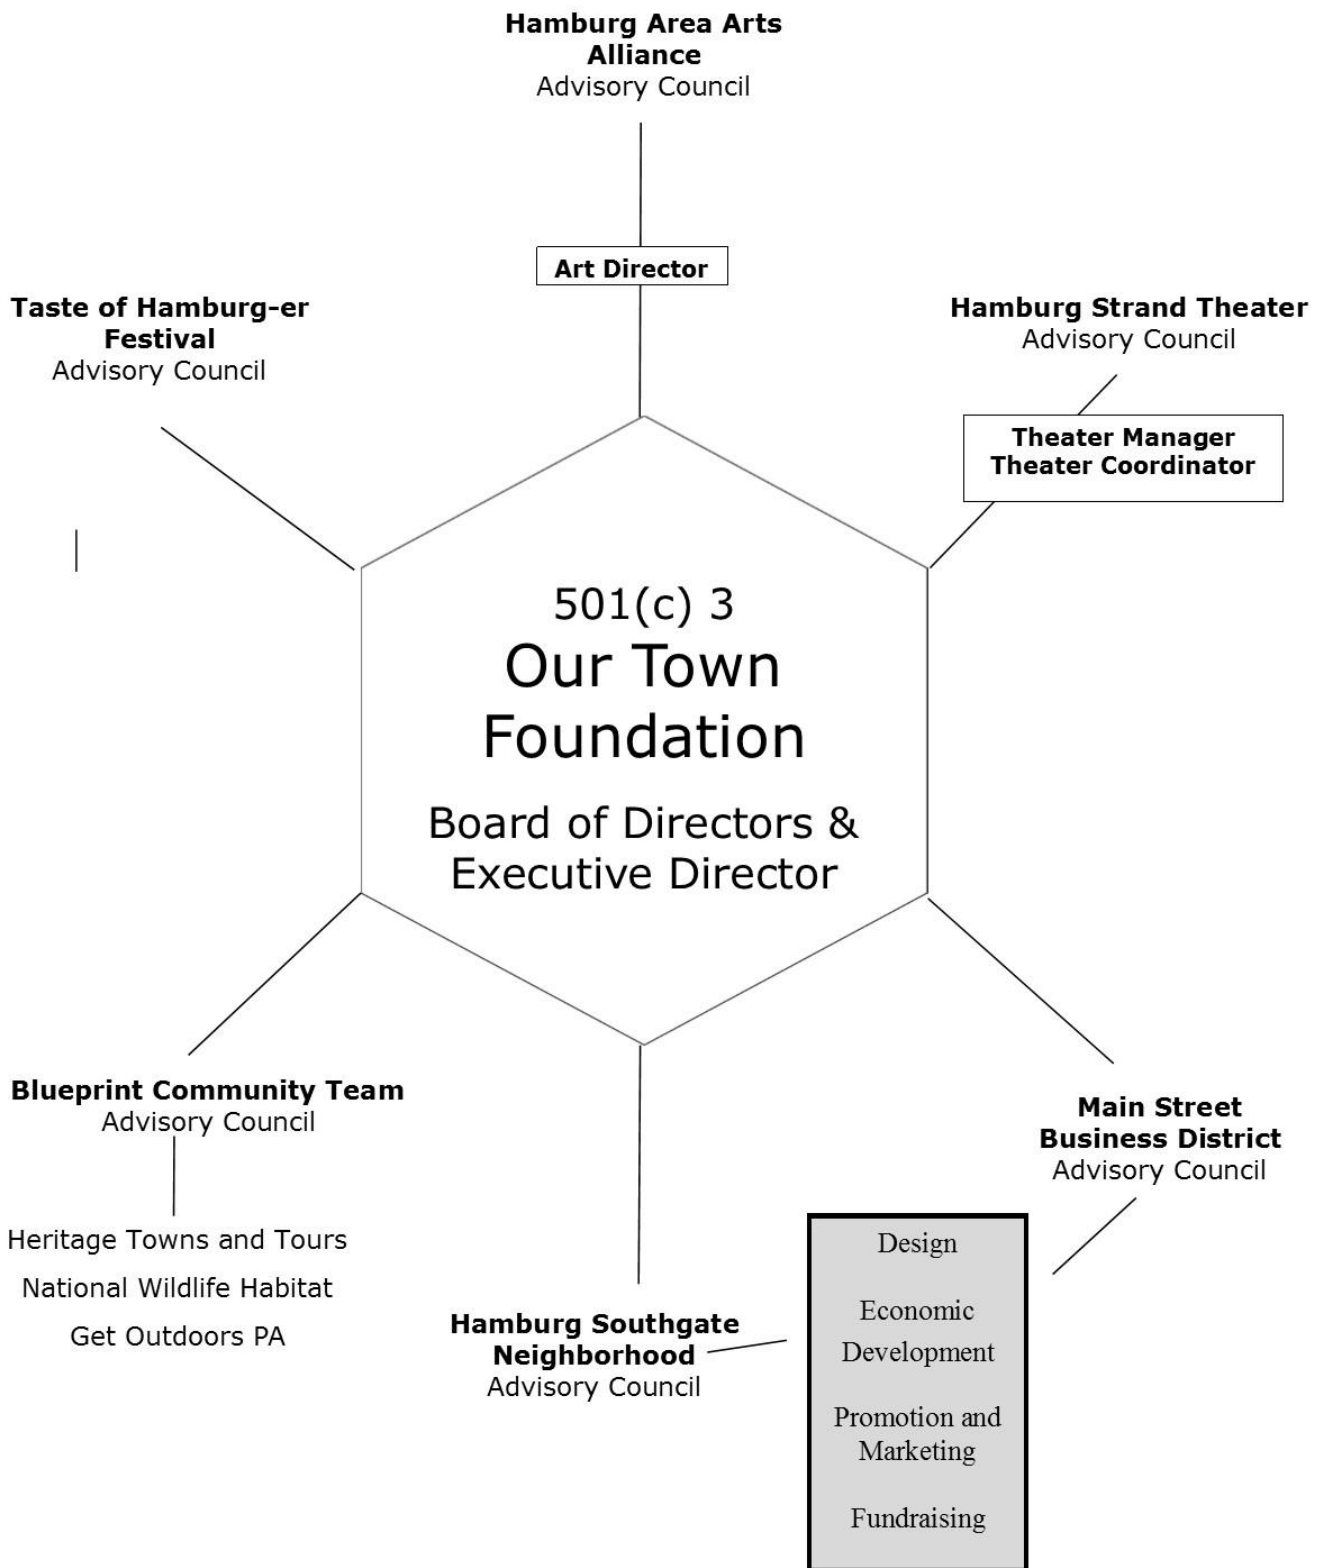 Hamburg Area Arts
Alliance
Advisory Council
Art Director
Taste of Hamburg-er
Festival
Advisory Council
Hamburg Strand Theater
Advisory Council
Theater Manager
Theater Coordinator
501(c) 3
Our Town
Foundation
Board of Directors &
Executive Director
Blueprint Community Team
Advisory Council
Heritage Towns and Tours
National Wildlife Habitat
Get Outdoors PA
Hamburg Southgate
Neighborhood
Advisory Council
Main Street
Business District
Advisory Council
Design
Economic
Development
Promotion and
Marketing
Fundraising